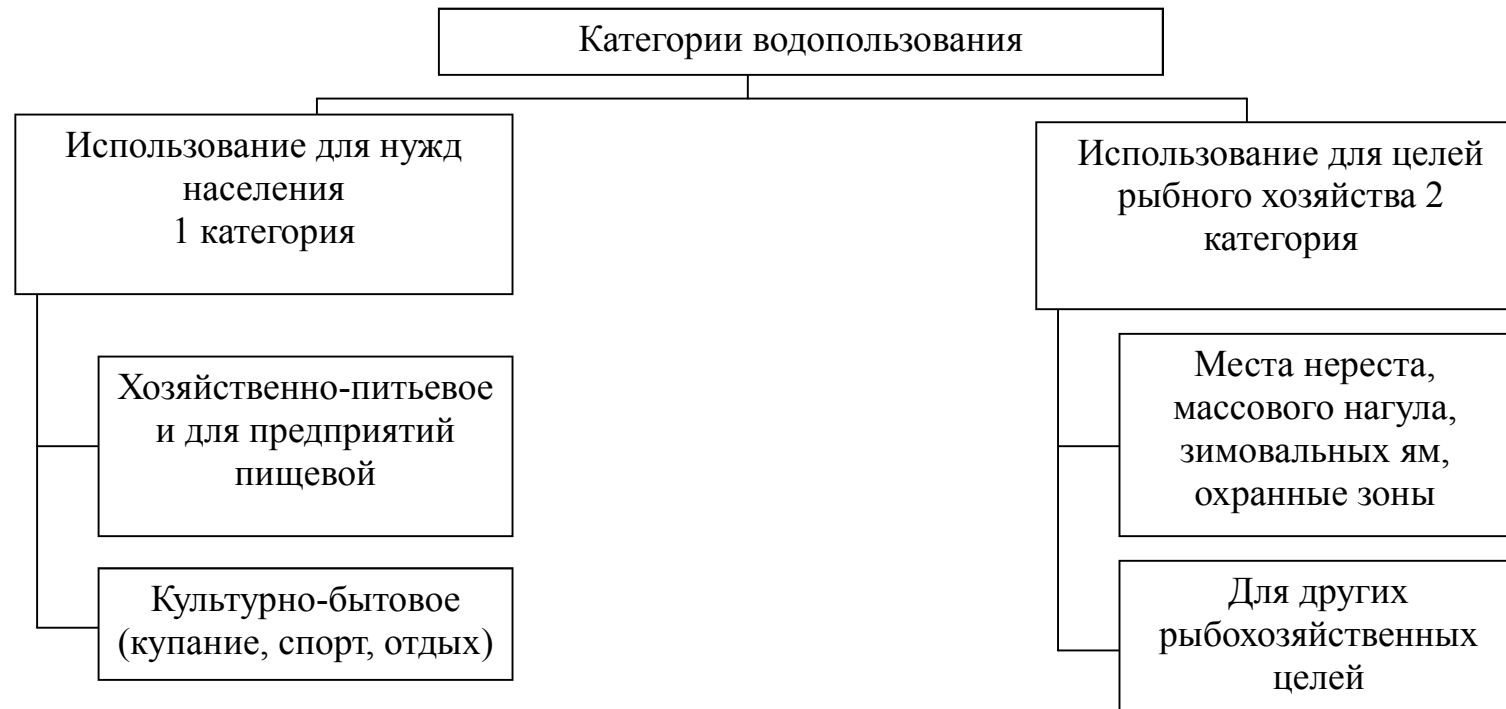 Категории водопользования
Использование для нужд
населения
1 категория
Хозяйственно-питьевое
и для предприятий
пищевой
Культурно-бытовое
(купание, спорт, отдых)
Использование для целей
рыбного хозяйства 2
категория
Места нереста,
массового нагула,
зимовальных ям,
охранные зоны
Для других
рыбохозяйственных
целей